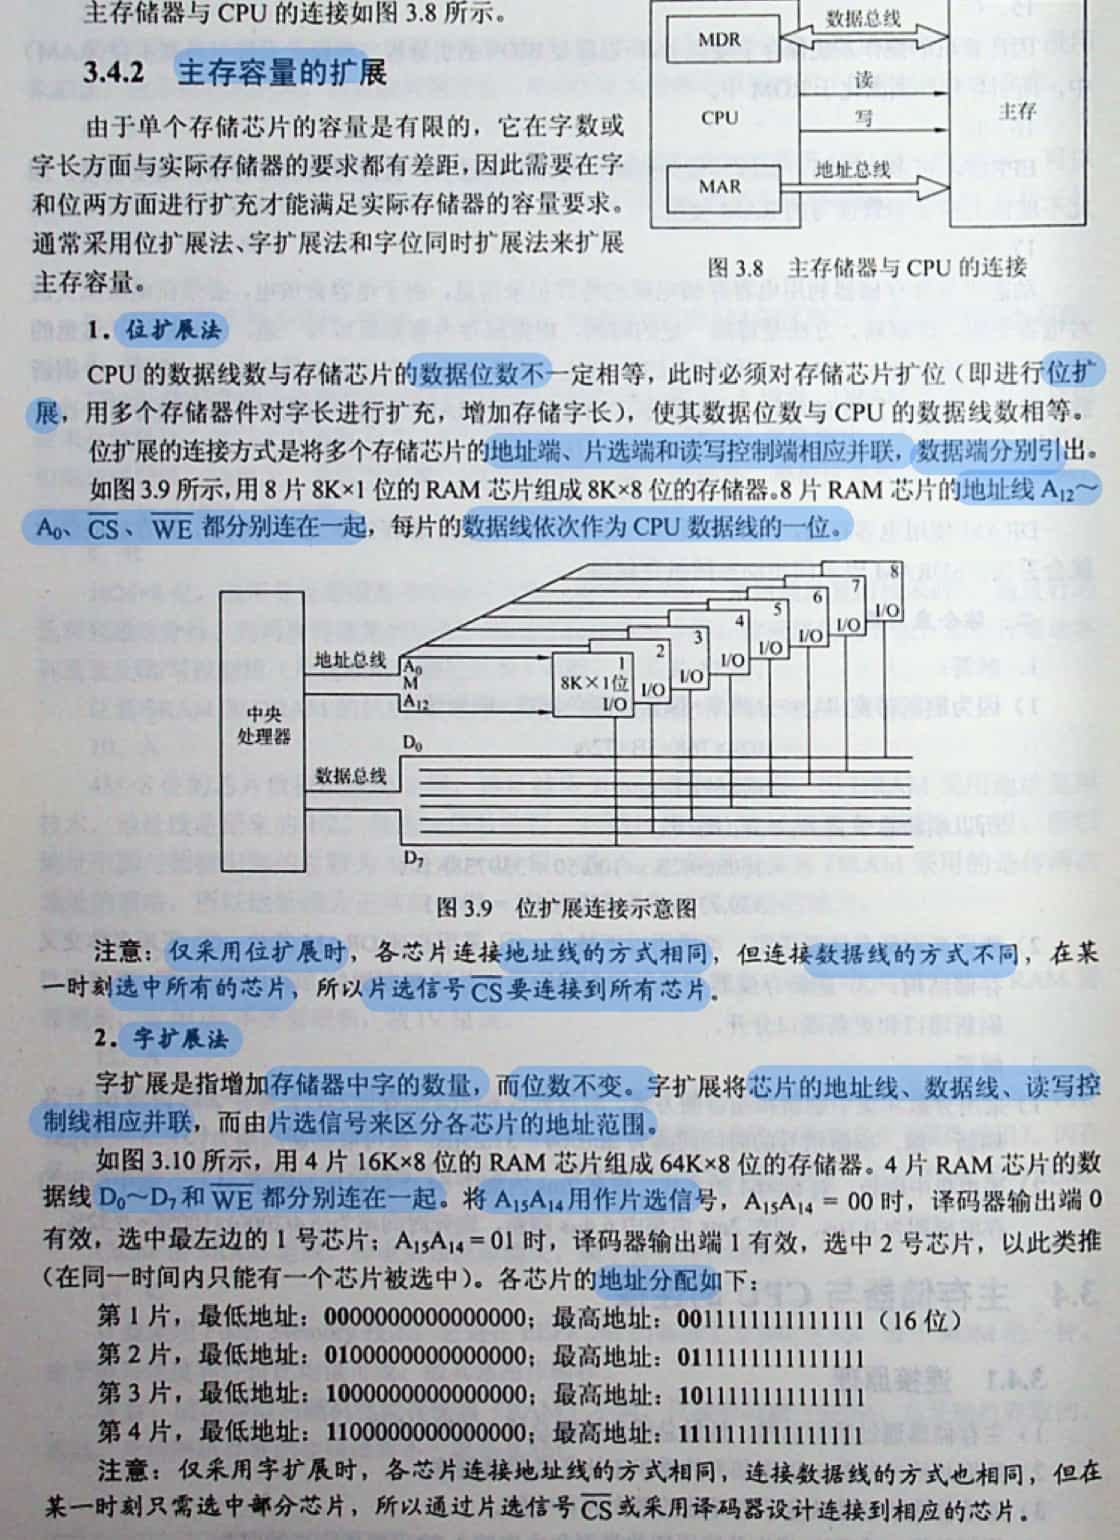 主存储器与 CPU 的连接如图 3.8 所示。
3.4.2 主存容量的扩展
由于单个存储芯片的容量是有限的，它在字数或
字长方面与实际存储器的要求都有差距，因此需要在字
和位两方面进行扩充才能满足实际存储器的容量要求。
通常采用位扩展法、字扩展法和字位同时扩展法来扩展
主存容量。
MDR
CPU
MAR
数据总线
读
写
地址总线
主存
图 3.8 主存储器与 CPU 的连接
1. 位扩展法
CPU 的数据线数与存储芯片的数据位数不一定相等，此时必须对存储芯片扩位（即进行位扩
展，用多个存储器件对字长进行扩充，增加存储字长），使其数据位数与 CPU 的数据线数相等。
位扩展的连接方式是将多个存储芯片的地址端、片选端和读写控制端相应并联，数据端分别引出。
如图 3.9 所示，用 8 片 8K×1 位的 RAM 芯片组成 8K×8 位的存储器。8 片 RAM 芯片的地址线 A₁₂～
A₀、C̅S̅、W̅E̅ 都分别连在一起，每片的数据线依次作为 CPU 数据线的一位。
中央
处理器
地址总线
A₀
M
A₁₂
数据总线
D₀
D₇
1
8K×1位
I/O
2
I/O
3
I/O
4
I/O
5
I/O
6
I/O
7
I/O
8
I/O
图 3.9 位扩展连接示意图
注意：仅采用位扩展时，各芯片连接地址线的方式相同，但连接数据线的方式不同，在某
一时刻选中所有的芯片，所以片选信号 C̅S̅ 要连接到所有芯片。
2. 字扩展法
字扩展是指增加存储器中字的数量，而位数不变。字扩展将芯片的地址线、数据线、读写控
制线相应并联，而由片选信号来区分各芯片的地址范围。
如图 3.10 所示，用 4 片 16K×8 位的 RAM 芯片组成 64K×8 位的存储器。4 片 RAM 芯片的数
据线 D₀～D₇和 W̅E̅ 都分别连在一起。将 A₁₅A₁₄ 用作片选信号，A₁₅A₁₄ = 00 时，译码器输出端 0
有效，选中最左边的 1 号芯片；A₁₅A₁₄ = 01 时，译码器输出端 1 有效，选中 2 号芯片，以此类推
（在同一时间内只能有一个芯片被选中）。各芯片的地址分配如下：
第 1 片，最低地址：0000000000000000；最高地址：0011111111111111（16 位）
第 2 片，最低地址：0100000000000000；最高地址：0111111111111111
第 3 片，最低地址：1000000000000000；最高地址：1011111111111111
第 4 片，最低地址：1100000000000000；最高地址：1111111111111111
注意：仅采用字扩展时，各芯片连接地址线的方式相同，连接数据线的方式也相同，但在
某一时刻只需选中部分芯片，所以通过片选信号 C̅S̅ 或采用译码器设计连接到相应的芯片。